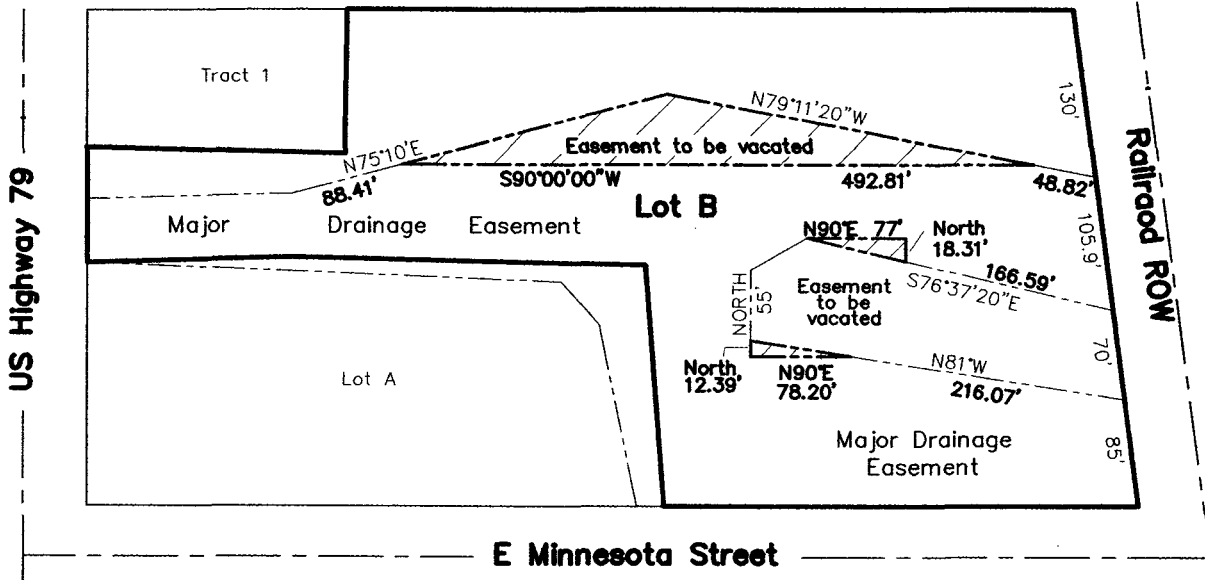 Tract 1
130'
N79°11'20"W
Easement to be vacated
N75°10'E
88.41'
S90°00'00"W
492.81'
48.82'
Railraod ROW
US Highway 79
Lot B
Major Drainage Easement
N90°E 77'
North
18.31'
105.9'
166.59'
S76°37'20"E
Easement
to be
vacated
NORTH
55'
70'
North
12.39'
N90°E
78.20'
N81°W
216.07'
Lot A
Major Drainage
Easement
85'
E Minnesota Street